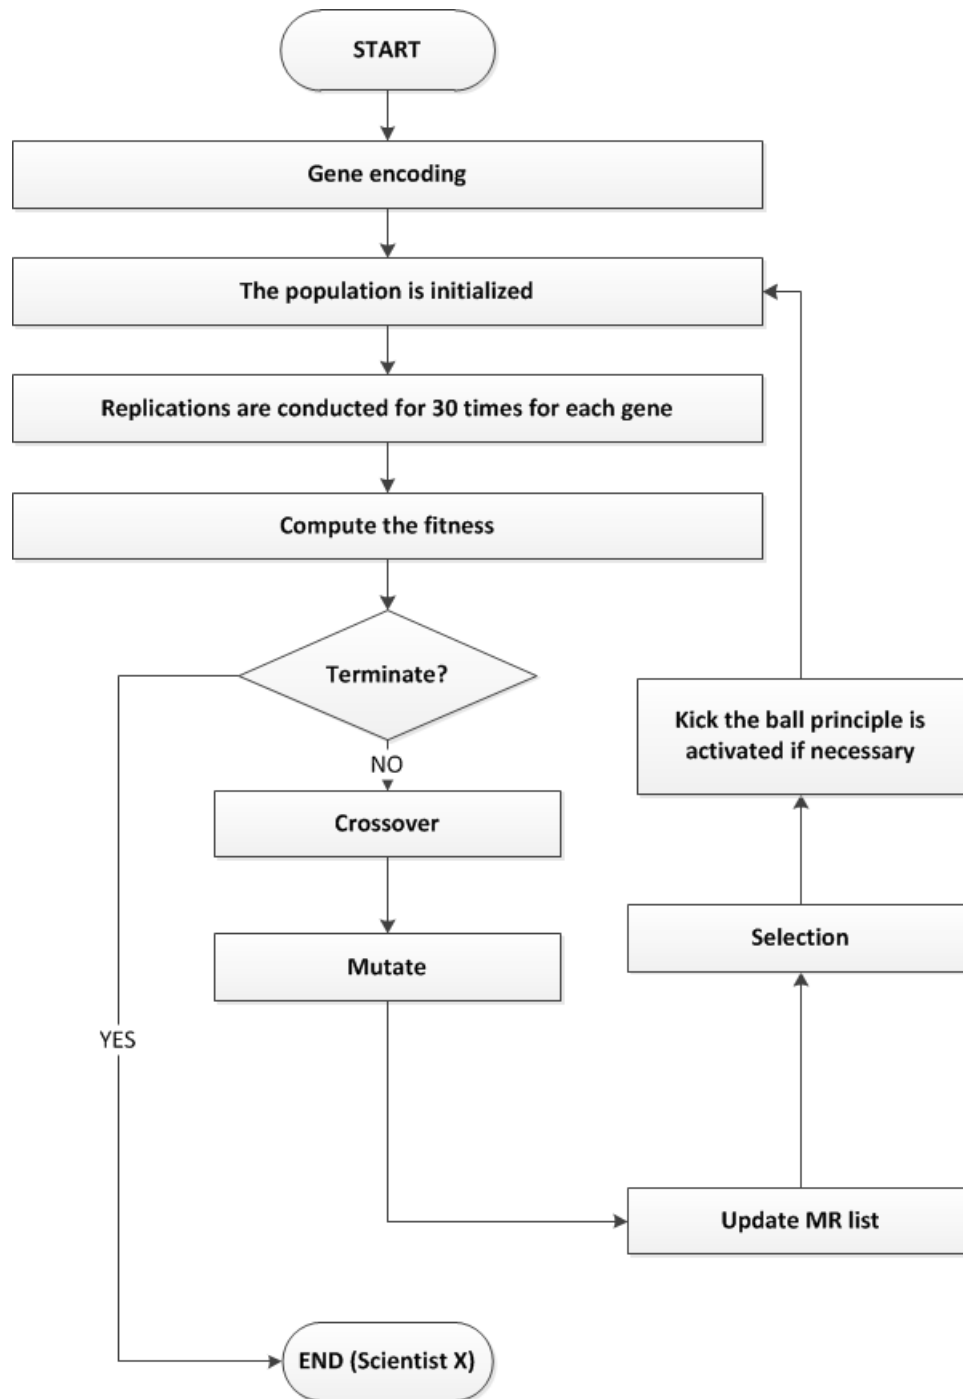 START
Gene encoding
The population is initialized
Replications are conducted for 30 times for each gene
Compute the fitness
Terminate?
NO
Crossover
Mutate
YES
Kick the ball principle is
activated if necessary
Selection
Update MR list
END (Scientist X)